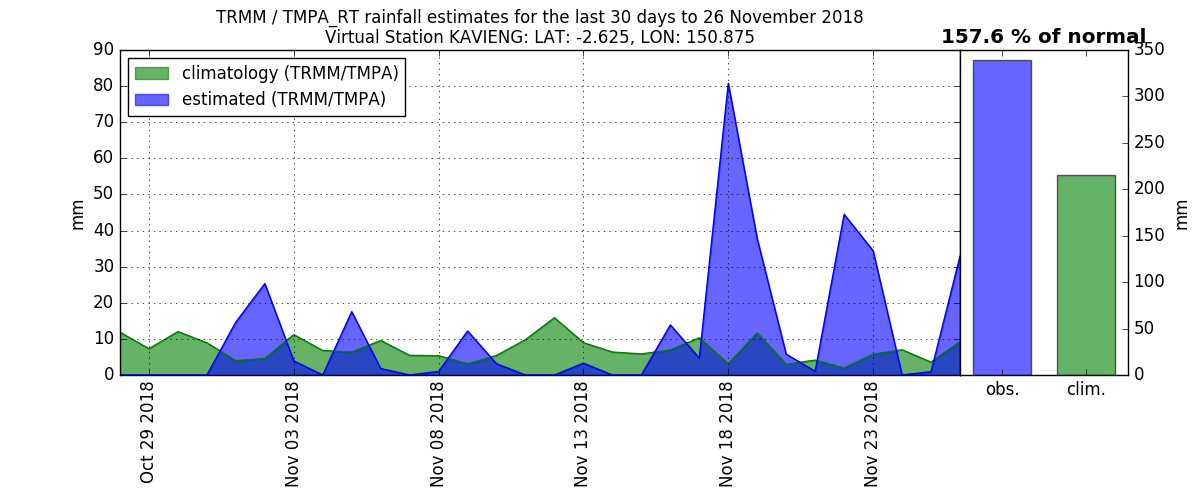 TRMM / TMPA_RT rainfall estimates for the last 30 days to 26 November 2018
Virtual Station KAVIENG: LAT: -2.625, LON: 150.875
157.6 % of normal
climatology (TRMM/TMPA)
estimated (TRMM/TMPA)
90
80
70
60
50
40
30
20
10
0
mm
Oct 29 2018
Nov 03 2018
Nov 08 2018
Nov 13 2018
Nov 18 2018
Nov 23 2018
obs.
clim.
350
300
250
200
150
100
50
0
mm